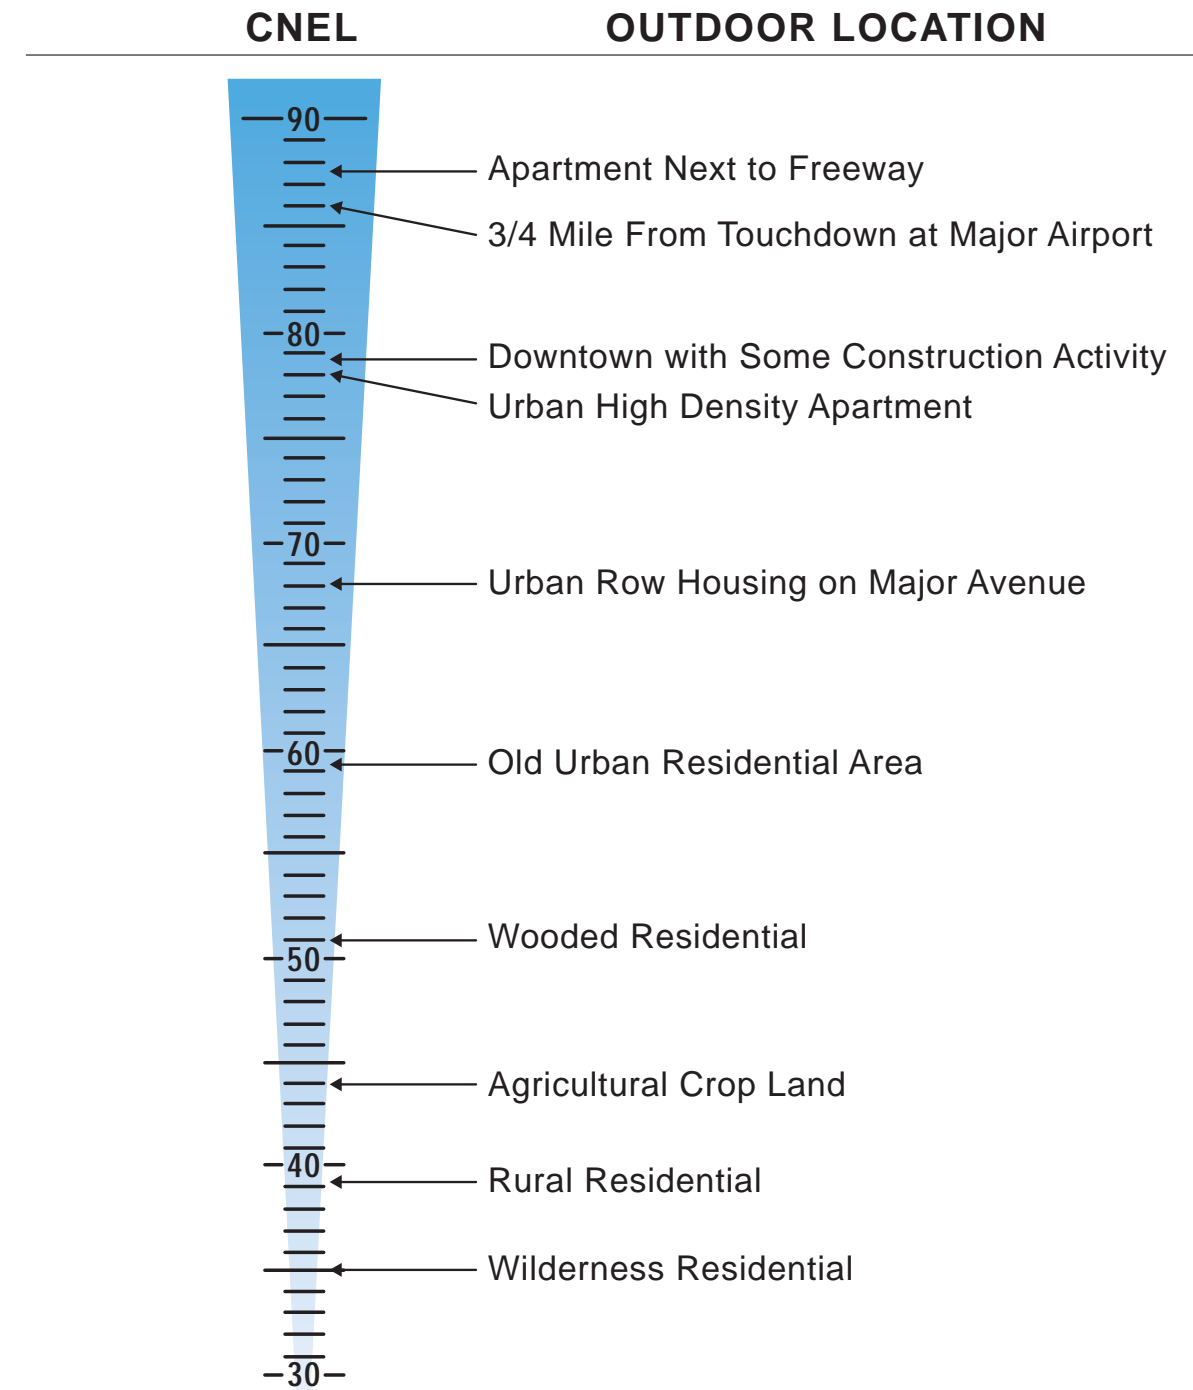 CNEL OUTDOOR LOCATION
90
Apartment Next to Freeway
3/4 Mile From Touchdown at Major Airport
80
Downtown with Some Construction Activity
Urban High Density Apartment
70
Urban Row Housing on Major Avenue
60
Old Urban Residential Area
Wooded Residential
50
Agricultural Crop Land
40
Rural Residential
Wilderness Residential
30